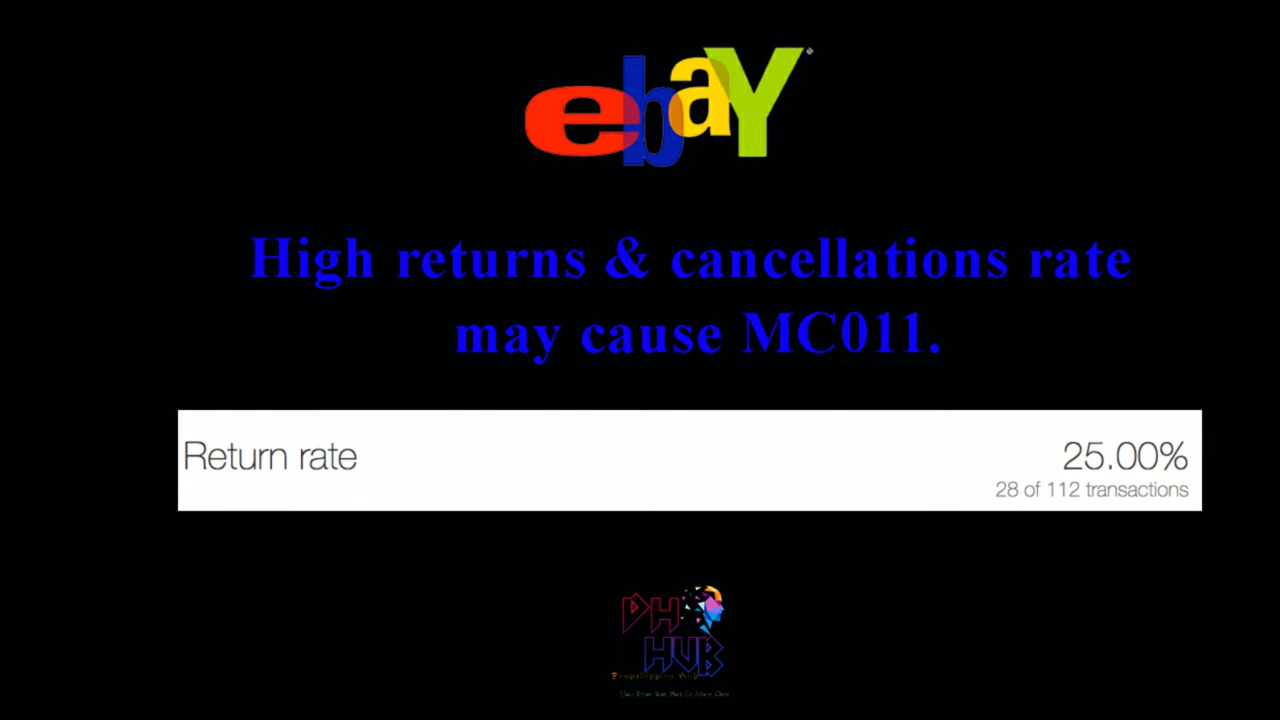 ebaY
High returns & cancellations rate
may cause MC011.
Return rate
25.00%
28 of 112 transactions
DH
HUB